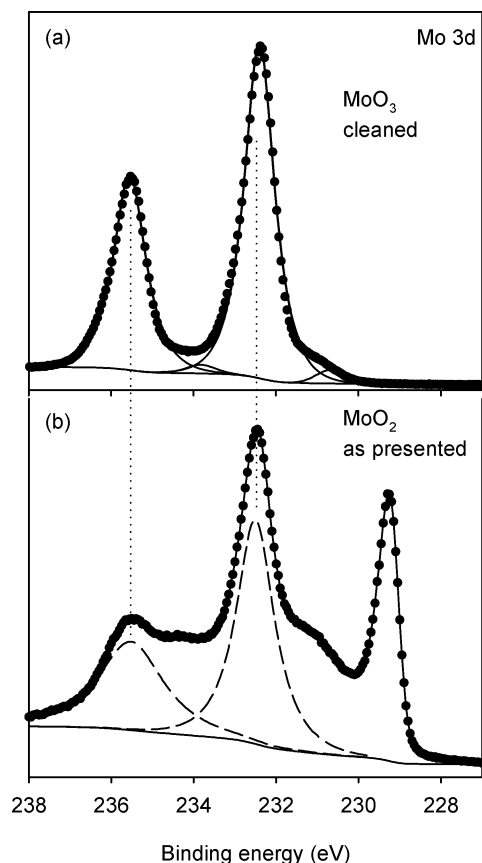 (a)
Mo 3d
MoO₃
cleaned
(b)
MoO₂
as presented
238 236 234 232 230 228
Binding energy (eV)